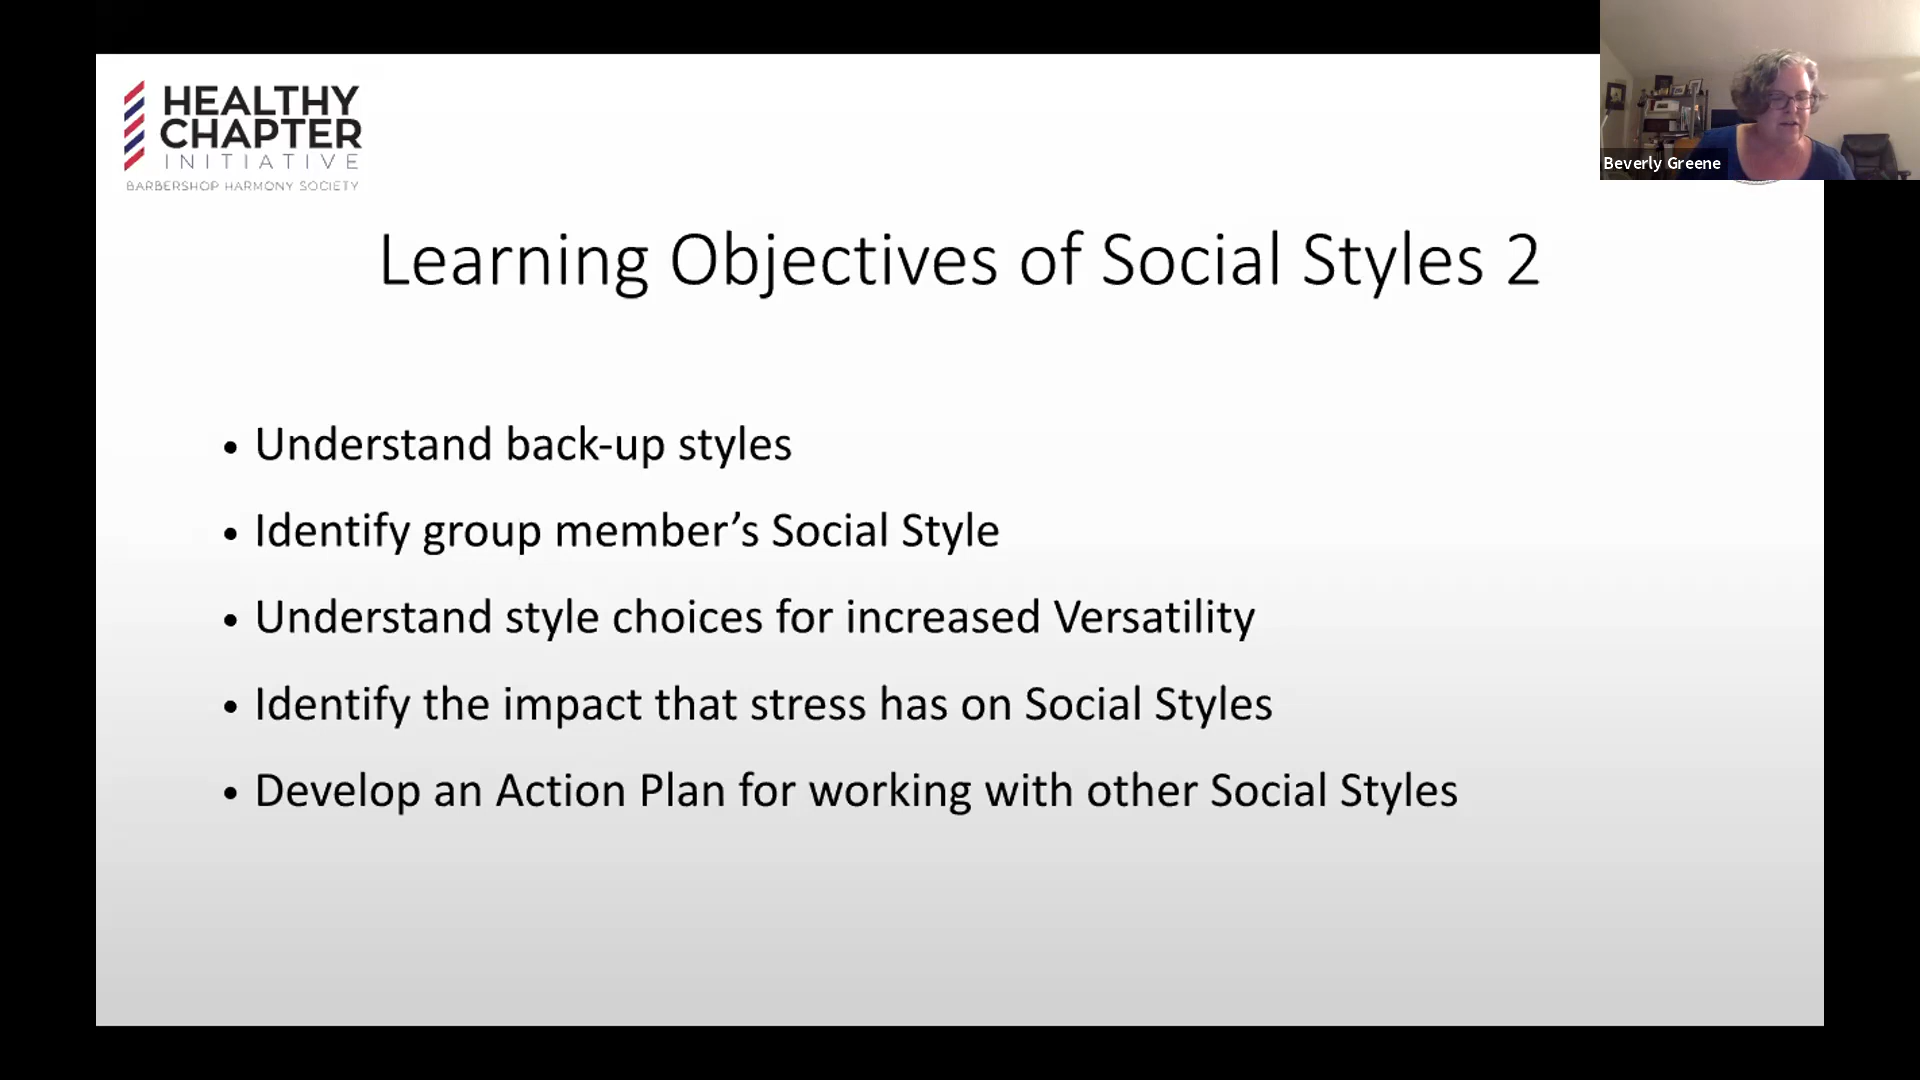 HEALTHY
CHAPTER
INITIATIVE
BARBERSHOP HARMONY SOCIETY
Beverly Greene
Learning Objectives of Social Styles 2
• Understand back-up styles
• Identify group member’s Social Style
• Understand style choices for increased Versatility
• Identify the impact that stress has on Social Styles
• Develop an Action Plan for working with other Social Styles